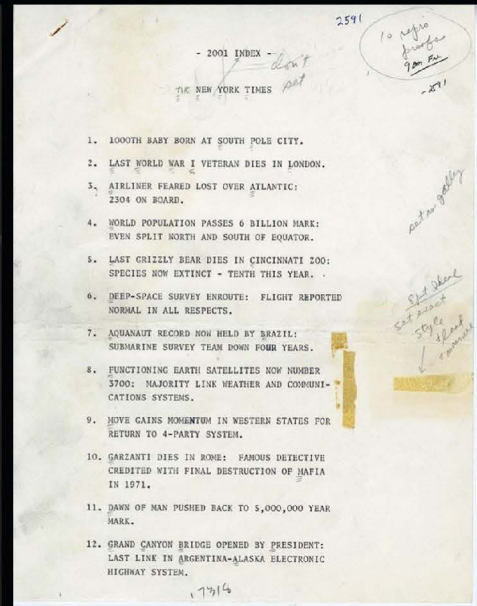 2591
10 repro
proofs
9am Fri
- 2001 INDEX -
don't
set
THE NEW YORK TIMES
-2591
1. 1000TH BABY BORN AT SOUTH POLE CITY.
2. LAST WORLD WAR I VETERAN DIES IN LONDON.
3. AIRLINER FEARED LOST OVER ATLANTIC:
2304 ON BOARD.
set on galley
4. WORLD POPULATION PASSES 6 BILLION MARK:
EVEN SPLIT NORTH AND SOUTH OF EQUATOR.
5. LAST GRIZZLY BEAR DIES IN CINCINNATI ZOO:
SPECIES NOW EXTINCT - TENTH THIS YEAR.
6. DEEP-SPACE SURVEY ENROUTE: FLIGHT REPORTED
NORMAL IN ALL RESPECTS.
set exact
style
7. AQUANAUT RECORD NOW HELD BY BRAZIL:
SUBMARINE SURVEY TEAM DOWN FOUR YEARS.
8. FUNCTIONING EARTH SATELLITES NOW NUMBER
3700: MAJORITY LINK WEATHER AND COMMUNI-
CATIONS SYSTEMS.
9. MOVE GAINS MOMENTUM IN WESTERN STATES FOR
RETURN TO 4-PARTY SYSTEM.
10. GARZANTI DIES IN ROME: FAMOUS DETECTIVE
CREDITED WITH FINAL DESTRUCTION OF MAFIA
IN 1971.
11. DAWN OF MAN PUSHED BACK TO 5,000,000 YEAR
MARK.
12. GRAND CANYON BRIDGE OPENED BY PRESIDENT:
LAST LINK IN ARGENTINA-ALASKA ELECTRONIC
HIGHWAY SYSTEM.